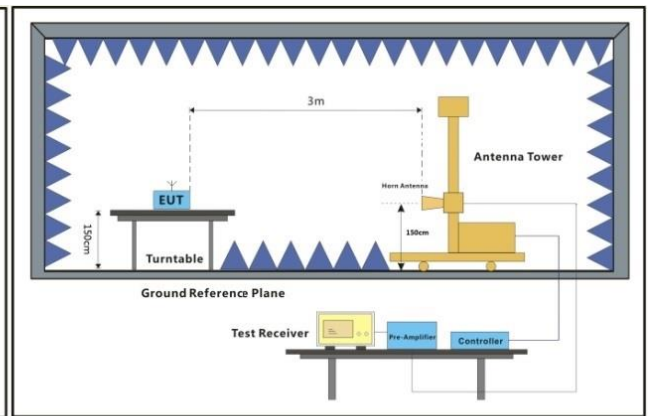 3m
Antenna Tower
Horn Antenna
EUT
150cm
150cm
Turntable
Ground Reference Plane
Test Receiver
Pre-Amplifier
Controller